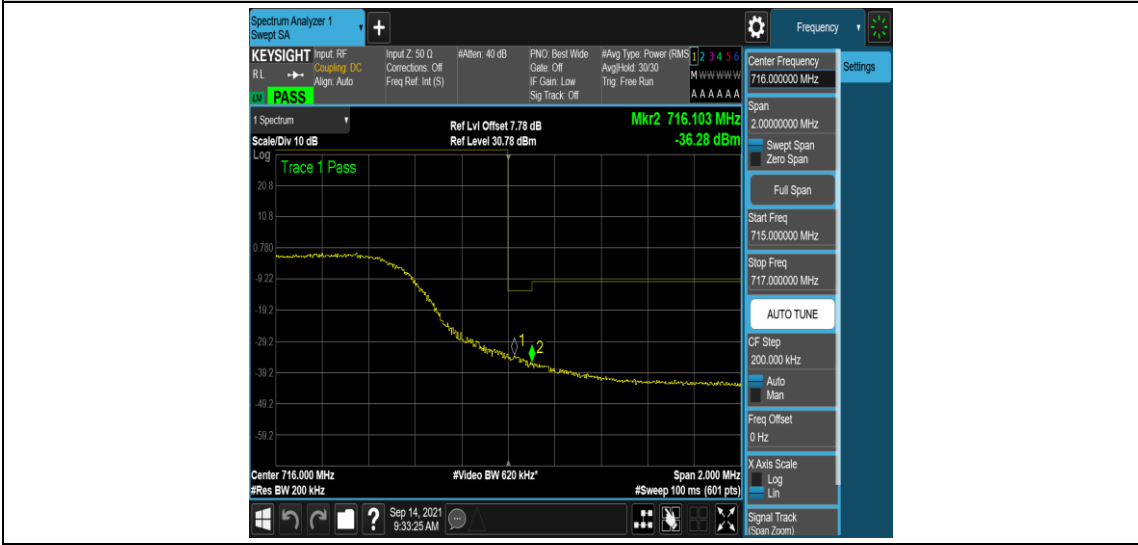 Spectrum Analyzer 1
Swept SA
+
Frequency
KEYSIGHT
R L
LM PASS
Input: RF
Coupling: DC
Align: Auto
Input Z: 50 Ω
Corrections: Off
Freq Ref: Int (S)
#Atten: 40 dB
PNO: Best Wide
Gate: Off
IF Gain: Low
Sig Track: Off
#Avg Type: Power (RMS
Avg|Hold: 30/30
Trig: Free Run
1 2 3 4 5 6
M W W W W W
A A A A A A
1 Spectrum
Scale/Div 10 dB
Ref Lvl Offset 7.78 dB
Ref Level 30.78 dBm
Mkr2 716.103 MHz
-36.28 dBm
Log
Trace 1 Pass
20.8
10.8
0.780
-9.22
-19.2
-29.2
-39.2
-49.2
-59.2
1
2
Center 716.000 MHz
#Res BW 200 kHz
#Video BW 620 kHz*
Span 2.000 MHz
#Sweep 100 ms (601 pts)
?
Sep 14, 2021
9:33:25 AM
Center Frequency
716.000000 MHz
Span
2.00000000 MHz
Swept Span
Zero Span
Full Span
Start Freq
715.000000 MHz
Stop Freq
717.000000 MHz
AUTO TUNE
CF Step
200.000 kHz
Auto
Man
Freq Offset
0 Hz
X Axis Scale
Log
Lin
Signal Track
(Span Zoom)
Settings